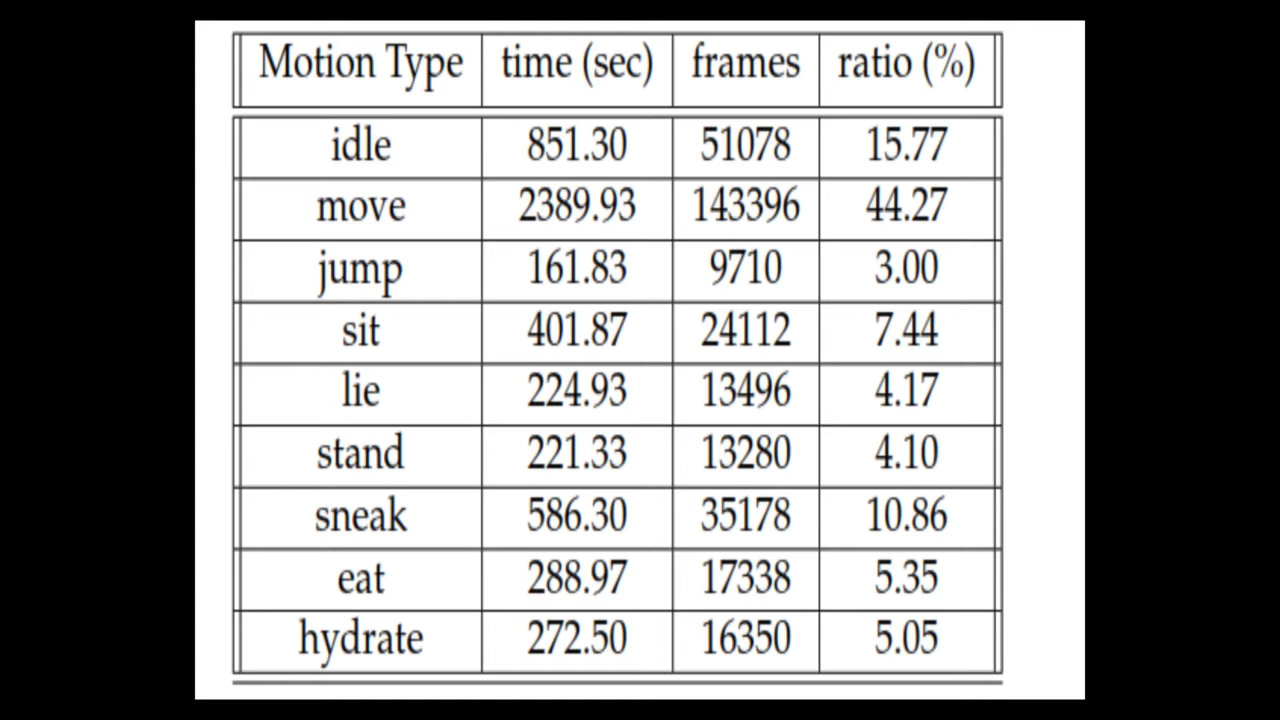 Motion Type time (sec) frames ratio (%)
idle 851.30 51078 15.77
move 2389.93 143396 44.27
jump 161.83 9710 3.00
sit 401.87 24112 7.44
lie 224.93 13496 4.17
stand 221.33 13280 4.10
sneak 586.30 35178 10.86
eat 288.97 17338 5.35
hydrate 272.50 16350 5.05